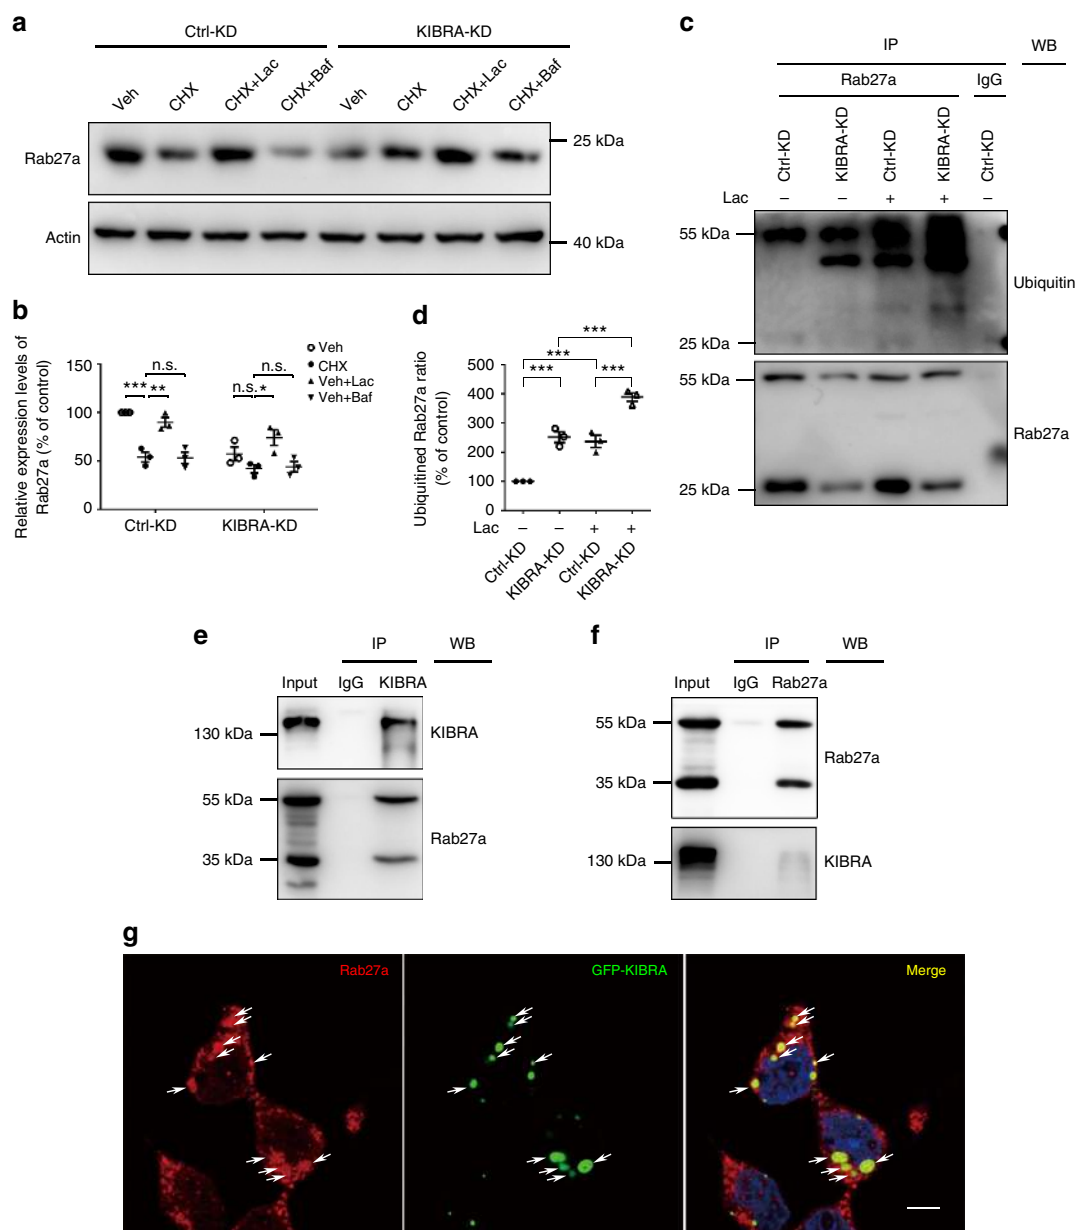 a
Ctrl-KD KIBRA-KD
Veh CHX CHX+Lac CHX+Baf Veh CHX CHX+Lac CHX+Baf
Rab27a
25 kDa
Actin
40 kDa
b
Relative expression levels of
Rab27a (% of control)
150
100
50
0
*** ** n.s. n.s. * n.s.
Veh
CHX
Veh+Lac
Veh+Baf
Ctrl-KD KIBRA-KD
c
IP WB
Rab27a IgG
Ctrl-KD KIBRA-KD Ctrl-KD KIBRA-KD Ctrl-KD
Lac – – + + –
55 kDa
Ubiquitin
25 kDa
55 kDa
Rab27a
25 kDa
d
Ubiquitined Rab27a ratio
(% of control)
500
400
300
200
100
0
***
***
*** ***
Lac – – + +
Ctrl-KD KIBRA-KD Ctrl-KD KIBRA-KD
e
IP WB
Input IgG KIBRA
130 kDa
KIBRA
55 kDa
Rab27a
35 kDa
f
IP WB
Input IgG Rab27a
55 kDa
Rab27a
35 kDa
130 kDa
KIBRA
g
Rab27a GFP-KIBRA Merge